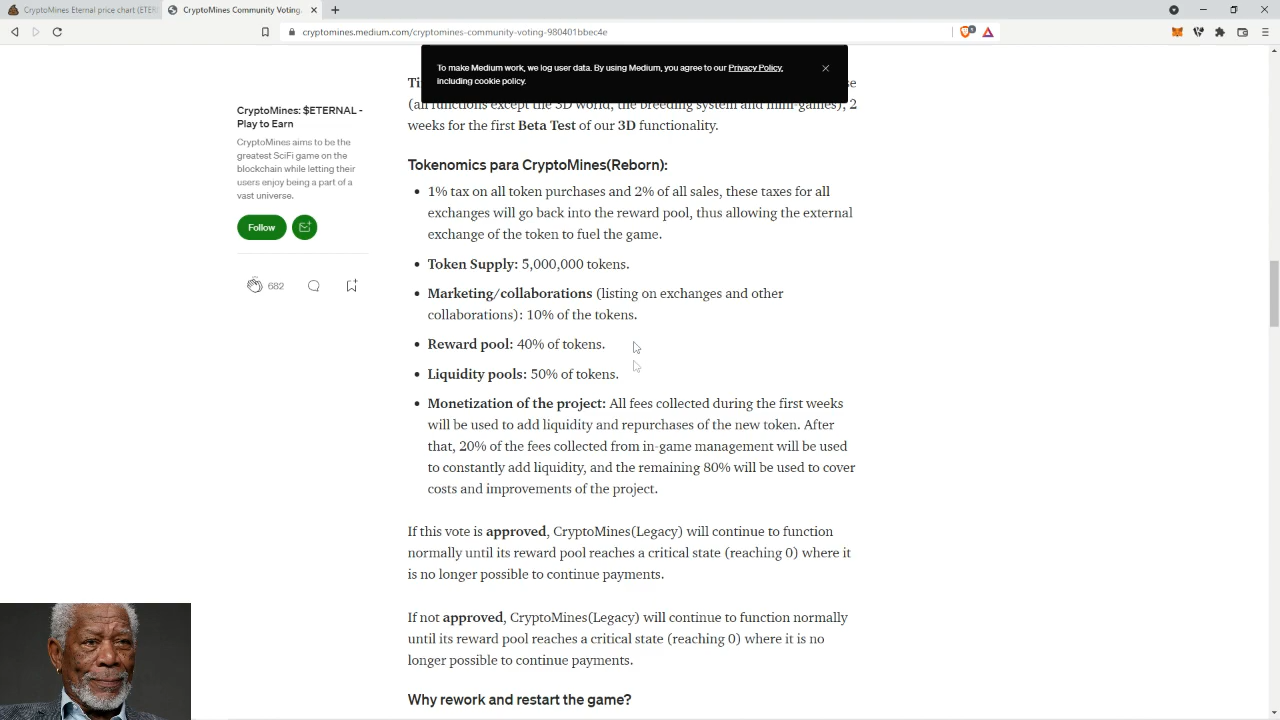 CryptoMines Eternal price chart (ETER
CryptoMines Community Voting.
cryptomines.medium.com/cryptomines-community-voting-980401bbec4e
To make Medium work, we log user data. By using Medium, you agree to our Privacy Policy,
including cookie policy.
CryptoMines: $ETERNAL -
Play to Earn
CryptoMines aims to be the
greatest SciFi game on the
blockchain while letting their
users enjoy being a part of a
vast universe.
Follow
682
(all functions except the 3D world, the breeding system and mini-games), 2
weeks for the first Beta Test of our 3D functionality.
Tokenomics para CryptoMines(Reborn):
• 1% tax on all token purchases and 2% of all sales, these taxes for all
exchanges will go back into the reward pool, thus allowing the external
exchange of the token to fuel the game.
• Token Supply: 5,000,000 tokens.
• Marketing/collaborations (listing on exchanges and other
collaborations): 10% of the tokens.
• Reward pool: 40% of tokens.
• Liquidity pools: 50% of tokens.
• Monetization of the project: All fees collected during the first weeks
will be used to add liquidity and repurchases of the new token. After
that, 20% of the fees collected from in-game management will be used
to constantly add liquidity, and the remaining 80% will be used to cover
costs and improvements of the project.
If this vote is approved, CryptoMines(Legacy) will continue to function
normally until its reward pool reaches a critical state (reaching 0) where it
is no longer possible to continue payments.
If not approved, CryptoMines(Legacy) will continue to function normally
until its reward pool reaches a critical state (reaching 0) where it is no
longer possible to continue payments.
Why rework and restart the game?